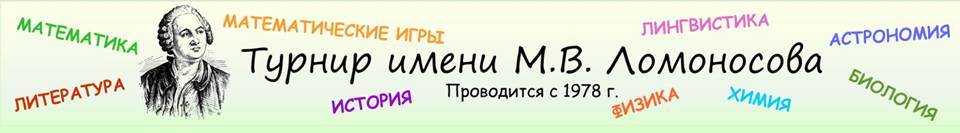 МАТЕМАТИКА
МАТЕМАТИЧЕСКИЕ ИГРЫ
ЛИНГВИСТИКА
АСТРОНОМИЯ
Турнир имени М.В. Ломоносова
Проводится с 1978 г.
ЛИТЕРАТУРА
ИСТОРИЯ
ФИЗИКА
ХИМИЯ
БИОЛОГИЯ